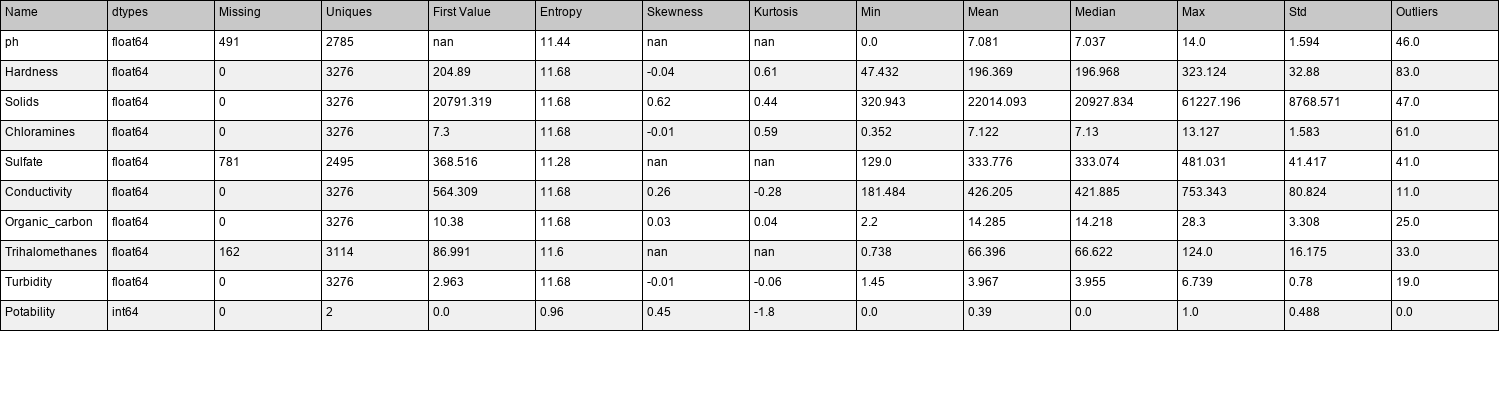 Name dtypes Missing Uniques First Value Entropy Skewness Kurtosis Min Mean Median Max Std Outliers
ph float64 491 2785 nan 11.44 nan nan 0.0 7.081 7.037 14.0 1.594 46.0
Hardness float64 0 3276 204.89 11.68 -0.04 0.61 47.432 196.369 196.968 323.124 32.88 83.0
Solids float64 0 3276 20791.319 11.68 0.62 0.44 320.943 22014.093 20927.834 61227.196 8768.571 47.0
Chloramines float64 0 3276 7.3 11.68 -0.01 0.59 0.352 7.122 7.13 13.127 1.583 61.0
Sulfate float64 781 2495 368.516 11.28 nan nan 129.0 333.776 333.074 481.031 41.417 41.0
Conductivity float64 0 3276 564.309 11.68 0.26 -0.28 181.484 426.205 421.885 753.343 80.824 11.0
Organic_carbon float64 0 3276 10.38 11.68 0.03 0.04 2.2 14.285 14.218 28.3 3.308 25.0
Trihalomethanes float64 162 3114 86.991 11.6 nan nan 0.738 66.396 66.622 124.0 16.175 33.0
Turbidity float64 0 3276 2.963 11.68 -0.01 -0.06 1.45 3.967 3.955 6.739 0.78 19.0
Potability int64 0 2 0.0 0.96 0.45 -1.8 0.0 0.39 0.0 1.0 0.488 0.0